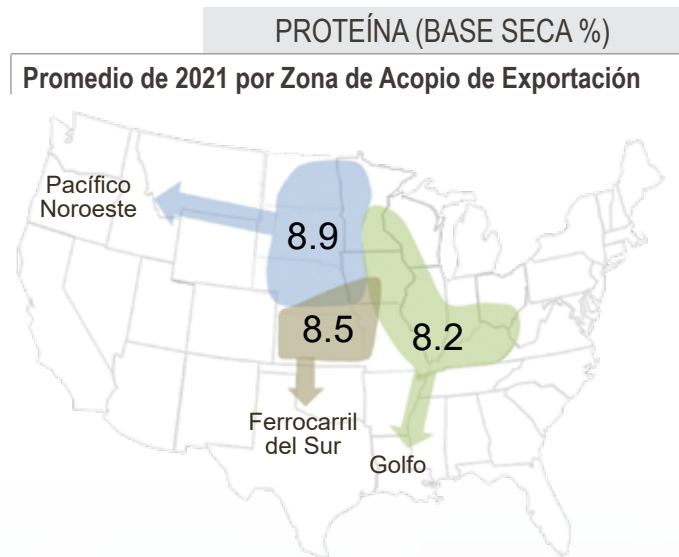 PROTEÍNA (BASE SECA %)
Promedio de 2021 por Zona de Acopio de Exportación
Pacífico
Noroeste
8.9
8.5
8.2
Ferrocarril
del Sur
Golfo